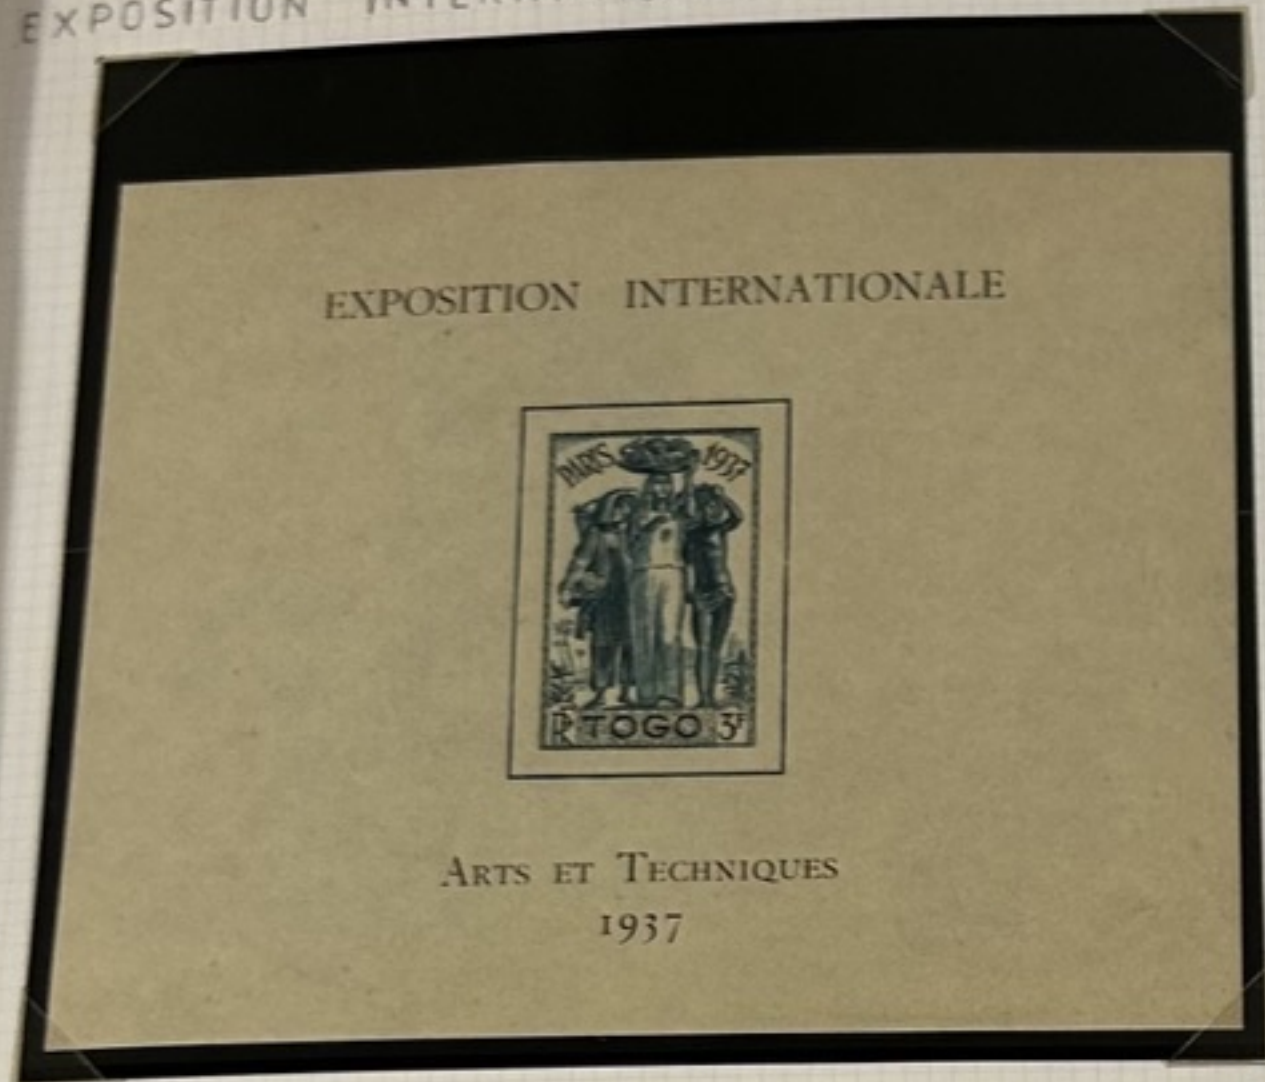 EXPOSITION
EXPOSITION INTERNATIONALE
PARIS 1937
RF TOGO 3F
ARTS ET TECHNIQUES
1937